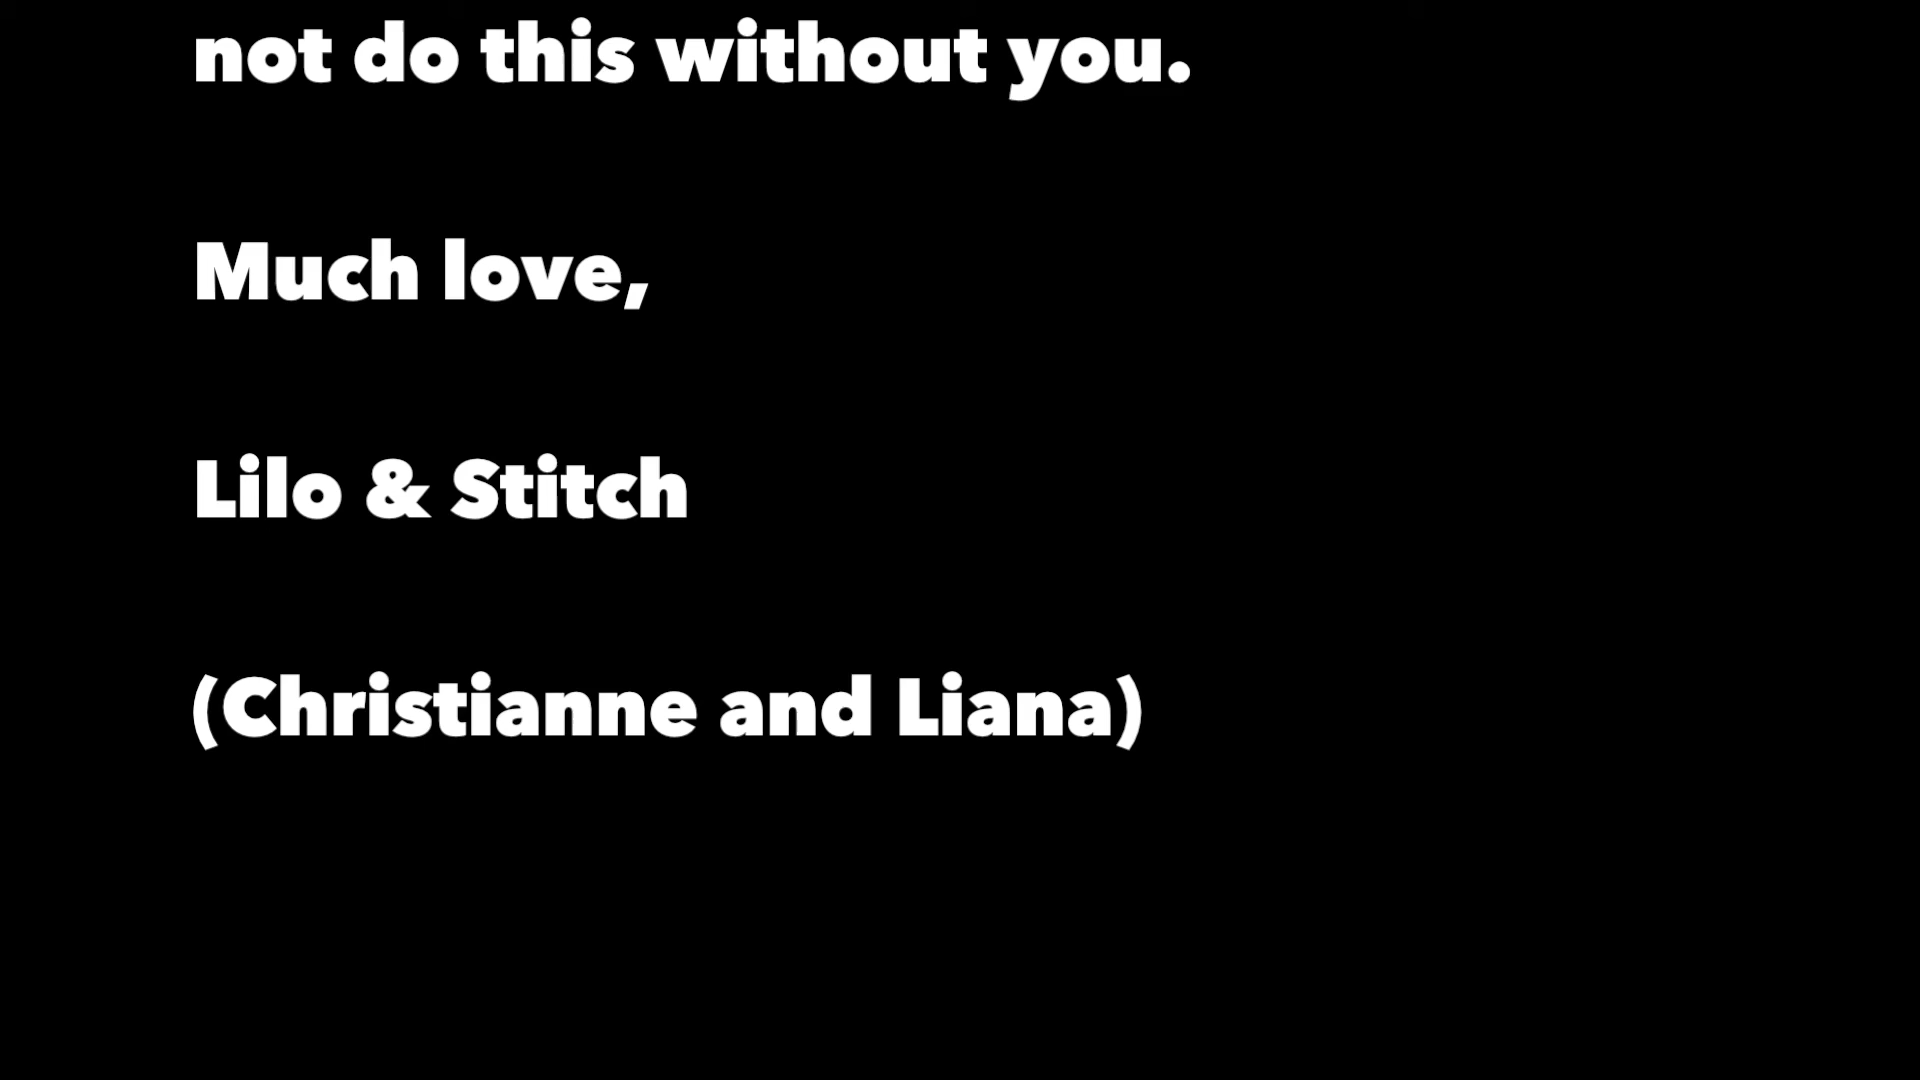 not do this without you.
Much love,
Lilo & Stitch
(Christianne and Liana)